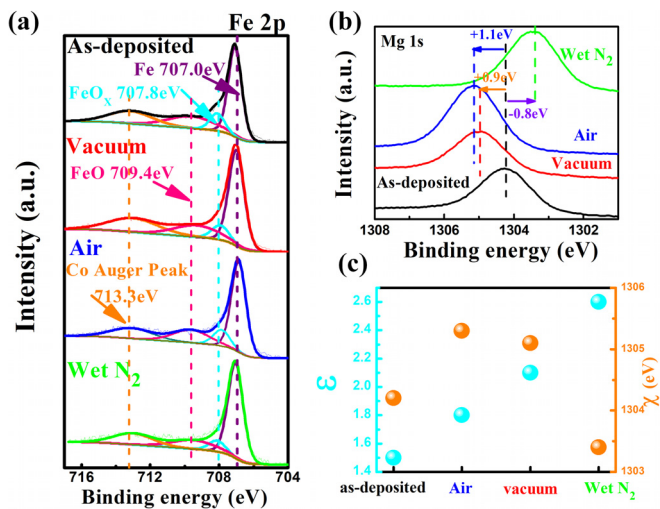 (a)
Fe 2p
As-deposited
Fe 707.0eV
FeOX 707.8eV
Vacuum
FeO 709.4eV
Air
Co Auger Peak
713.3eV
Wet N2
Intensity (a.u.)
716 712 708 704
Binding energy (eV)
(b)
Mg 1s
+1.1eV
Wet N2
+0.9eV
-0.8eV
Air
Vacuum
As-deposited
Intensity (a.u.)
1308 1306 1304 1302
Binding energy (eV)
(c)
2.6
2.4
2.2
2.0
1.8
1.6
1.4
ε
1306
1305
1304
1303
χ (eV)
as-deposited Air vacuum Wet N2